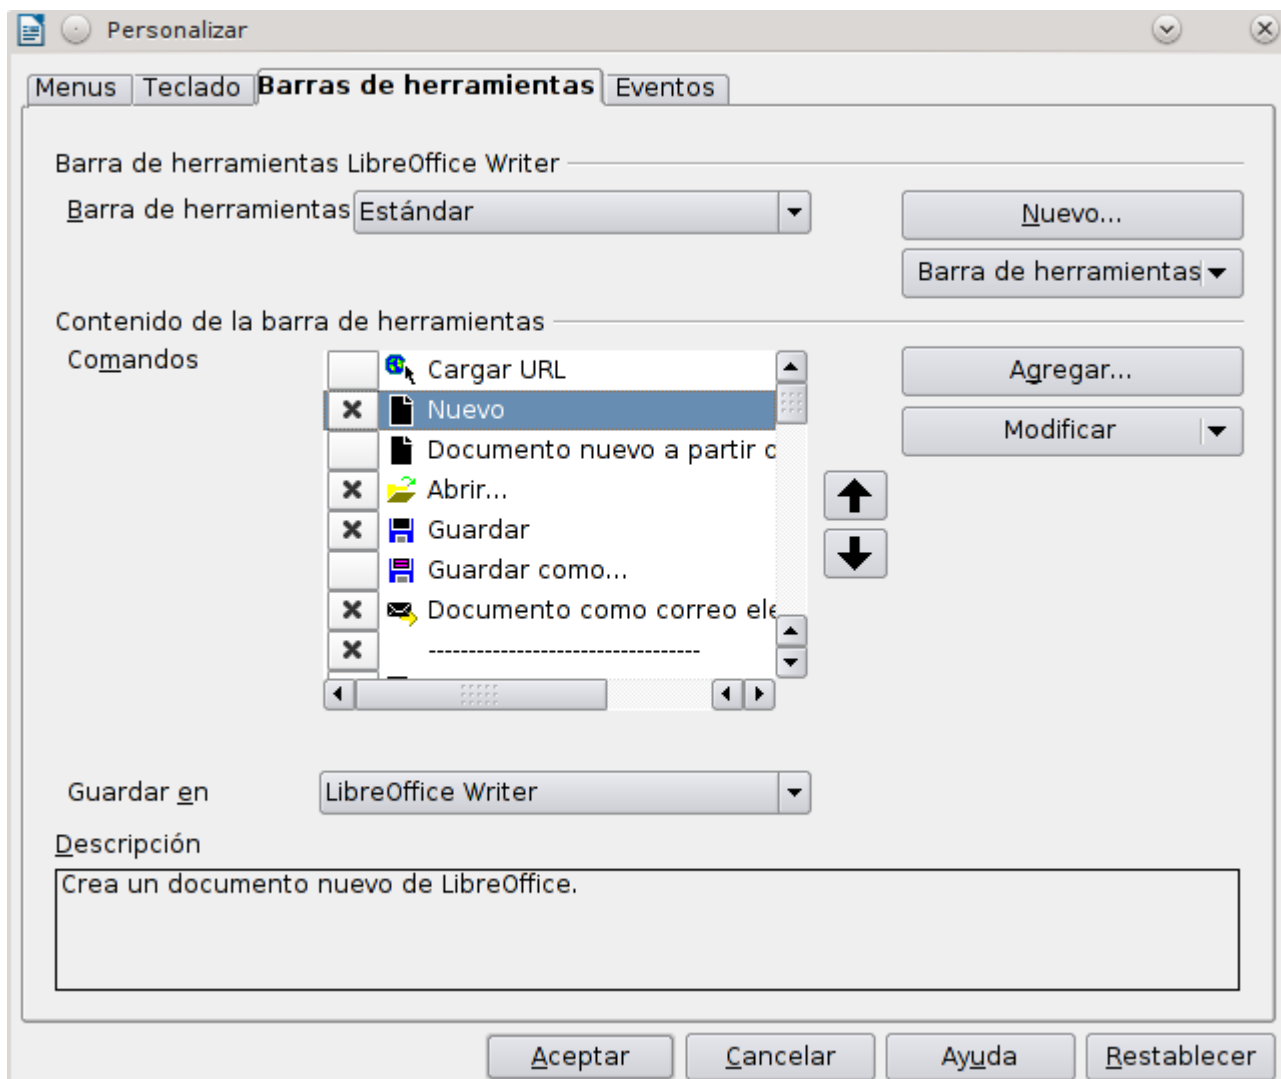 Personalizar
Menus Teclado Barras de herramientas Eventos
Barra de herramientas LibreOffice Writer
Barra de herramientas Estándar Nuevo...
Barra de herramientas
Contenido de la barra de herramientas
Comandos Cargar URL Agregar...
Nuevo Modificar
Documento nuevo a partir
Abrir...
Guardar
Guardar como...
Documento como correo
---------------------------------
Guardar en LibreOffice Writer
Descripción
Crea un documento nuevo de LibreOffice.
Aceptar Cancelar Ayuda Restablecer